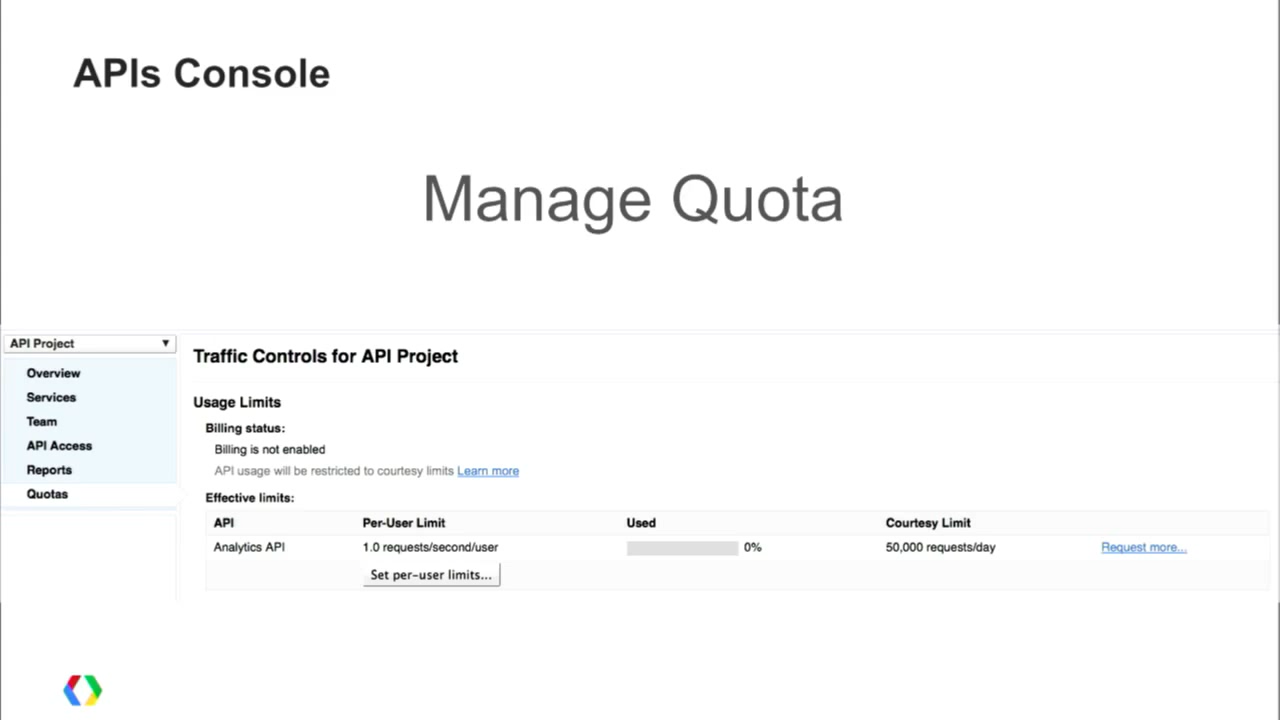 APIs Console
Manage Quota
API Project ▼
Overview
Services
Team
API Access
Reports
Quotas
Traffic Controls for API Project
Usage Limits
Billing status:
Billing is not enabled
API usage will be restricted to courtesy limits Learn more
Effective limits:
API Per-User Limit Used Courtesy Limit
Analytics API 1.0 requests/second/user 0% 50,000 requests/day Request more...
Set per-user limits...